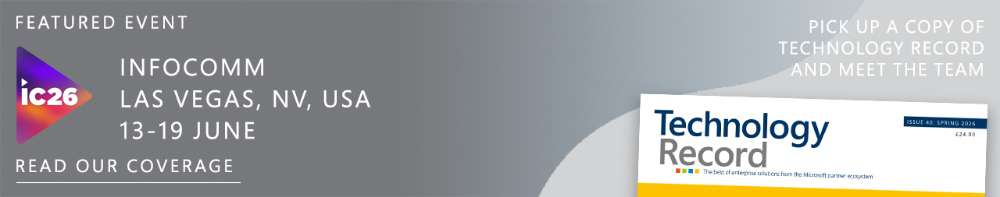 FEATURED EVENT
iC26
INFOCOMM
LAS VEGAS, NV, USA
13-19 JUNE
READ OUR COVERAGE
PICK UP A COPY OF
TECHNOLOGY RECORD
AND MEET THE TEAM
Technology
Record
The best of enterprise solutions from the Microsoft partner ecosystem
ISSUE 40: SPRING 2026
£24.00